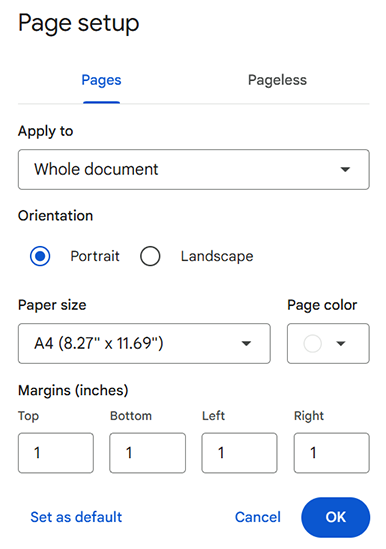 Page setup
Pages Pageless
Apply to
Whole document
Orientation
Portrait Landscape
Paper size Page color
A4 (8.27" x 11.69")
Margins (inches)
Top Bottom Left Right
1 1 1 1
Set as default Cancel OK